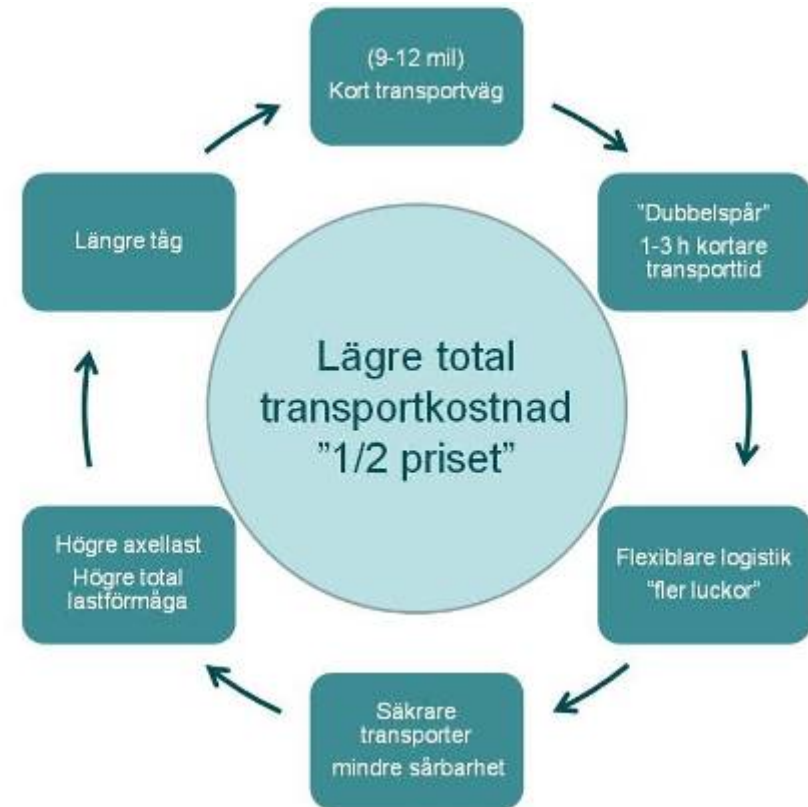 (9-12 mil)
Kort transportväg
"Dubbelspår"
1-3 h kortare
transporttid
Flexiblare logistik
"fler luckor"
Säkrare
transporter
mindre sårbarhet
Högre axellast
Högre total
lastförmåga
Längre tåg
Lägre total
transportkostnad
"1/2 priset"